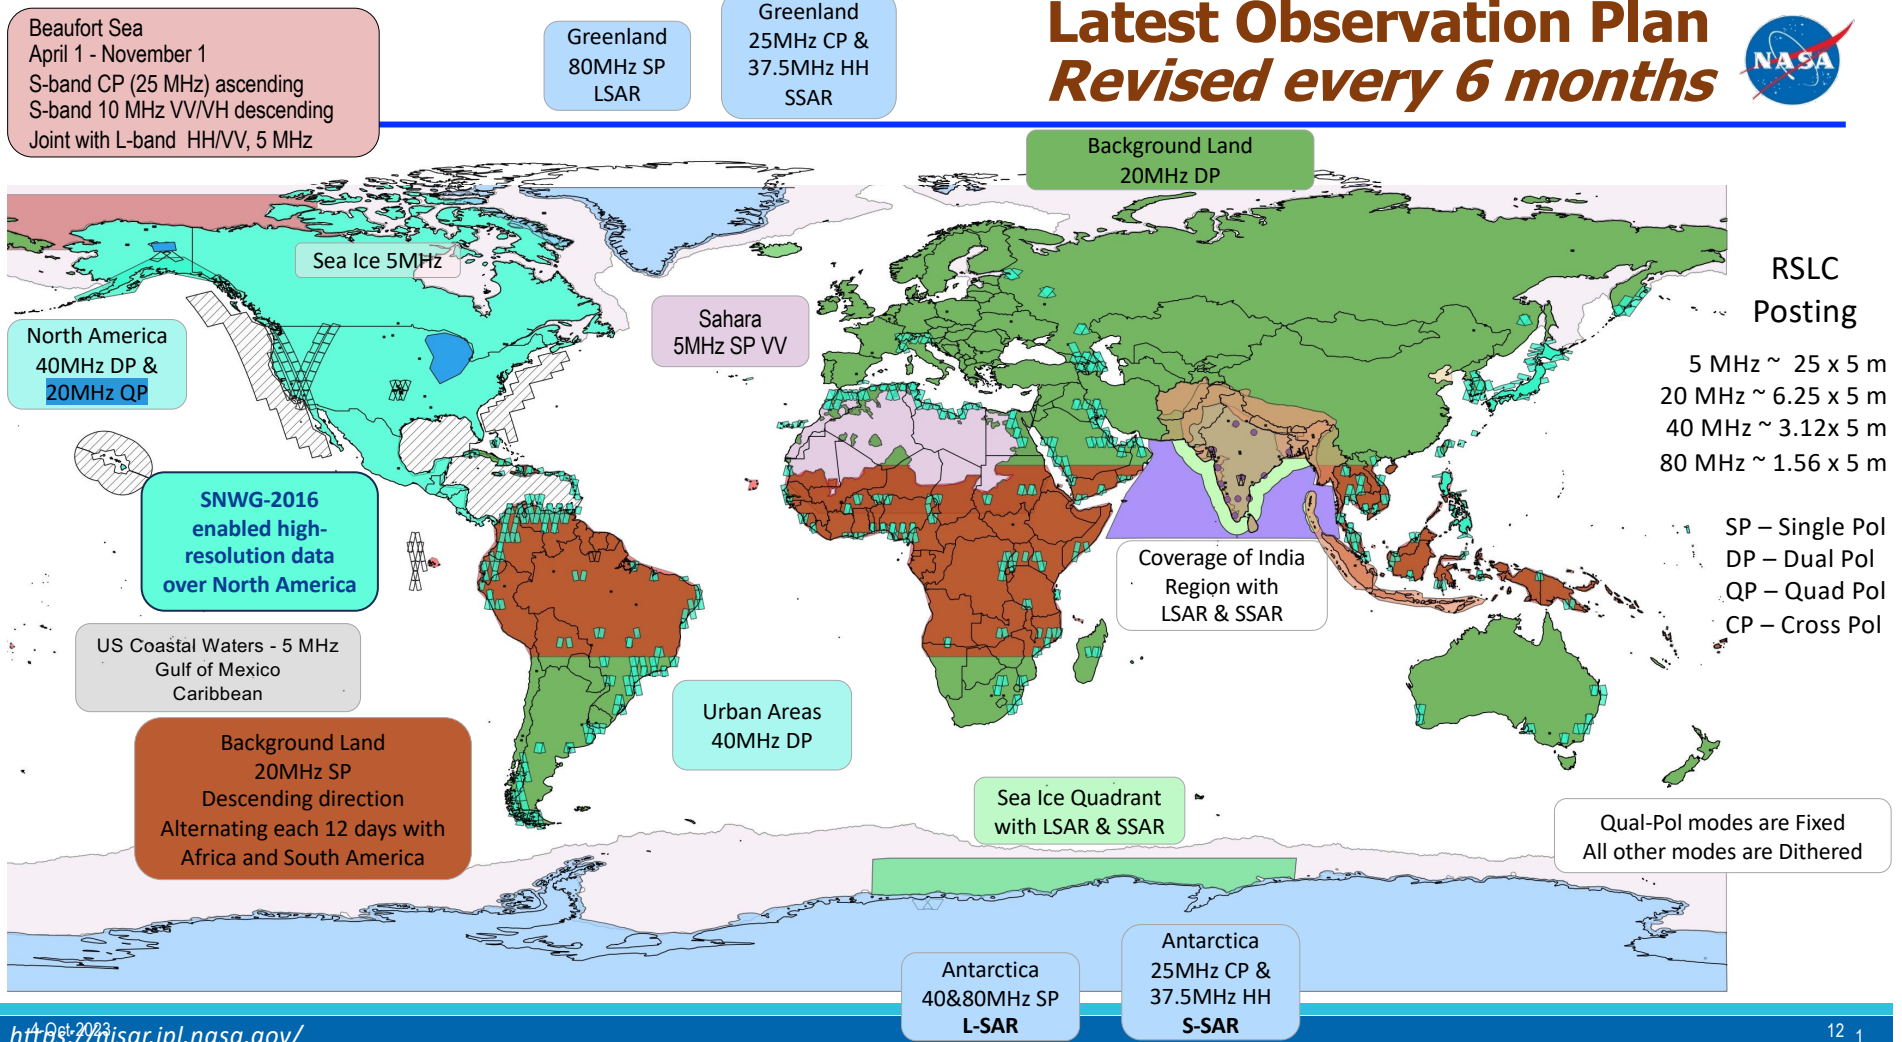 Latest Observation Plan
Revised every 6 months
NASA
Beaufort Sea
April 1 - November 1
S-band CP (25 MHz) ascending
S-band 10 MHz VV/VH descending
Joint with L-band HH/VV, 5 MHz
Greenland
80MHz SP
LSAR
Greenland
25MHz CP &
37.5MHz HH
SSAR
Background Land
20MHz DP
Sea Ice 5MHz
North America
40MHz DP &
20MHz QP
Sahara
5MHz SP VV
RSLC
Posting
5 MHz ~ 25 x 5 m
20 MHz ~ 6.25 x 5 m
40 MHz ~ 3.12x 5 m
80 MHz ~ 1.56 x 5 m
SP – Single Pol
DP – Dual Pol
QP – Quad Pol
CP – Cross Pol
SNWG-2016
enabled high-
resolution data
over North America
Coverage of India
Region with
LSAR & SSAR
US Coastal Waters - 5 MHz
Gulf of Mexico
Caribbean
Background Land
20MHz SP
Descending direction
Alternating each 12 days with
Africa and South America
Urban Areas
40MHz DP
Sea Ice Quadrant
with LSAR & SSAR
Qual-Pol modes are Fixed
All other modes are Dithered
Antarctica
40&80MHz SP
L-SAR
Antarctica
25MHz CP &
37.5MHz HH
S-SAR
4-Oct-2023
https://nisar.jpl.nasa.gov/
12
1